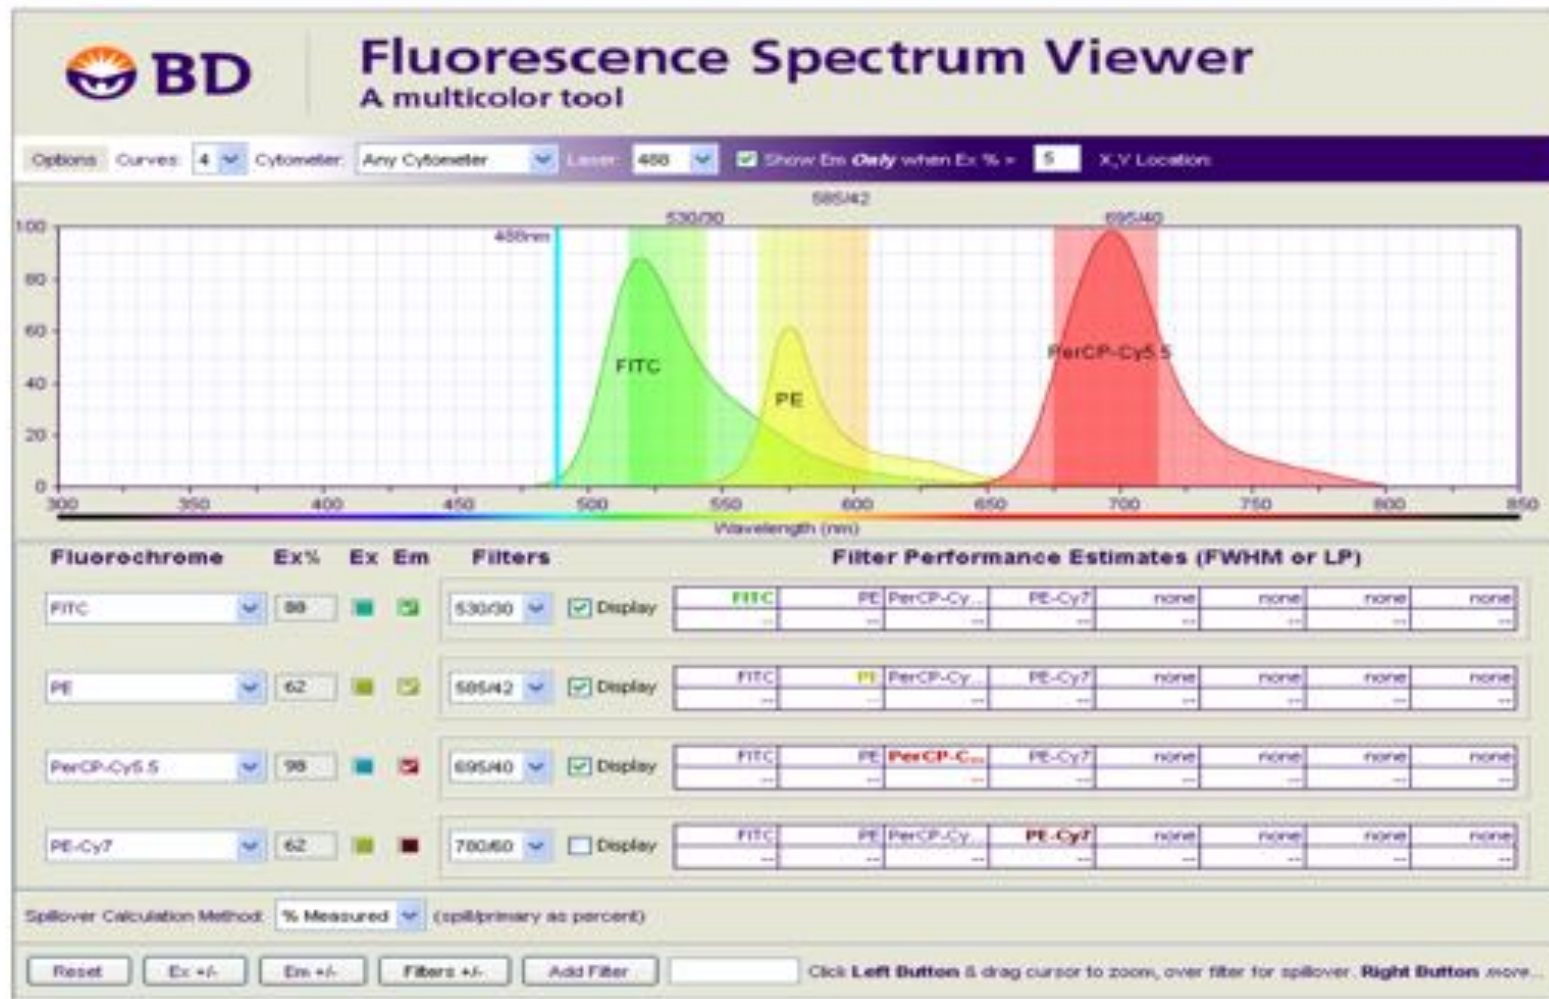 BD
Fluorescence Spectrum Viewer
A multicolor tool
Options Curves: 4 Cytometer: Any Cytometer Laser: 488 Show Em Only when Ex % > 5 X,Y Location:
585/42
530/30 695/40
100
488nm
80
60
PerCP-Cy5.5
FITC
40
PE
20
0
300 350 400 450 500 550 600 650 700 750 800 850
Wavelength (nm)
Fluorochrome Ex% Ex Em Filters Filter Performance Estimates (FWHM or LP)
FITC 88 530/30 Display FITC PE PerCP-Cy... PE-Cy7 none none none
-- -- -- -- -- -- --
PE 62 585/42 Display FITC PE PerCP-Cy... PE-Cy7 none none none
-- -- -- -- -- -- --
PerCP-Cy5.5 98 695/40 Display FITC PE PerCP-C... PE-Cy7 none none none
-- -- -- -- -- -- --
PE-Cy7 62 780/60 Display FITC PE PerCP-Cy... PE-Cy7 none none none
-- -- -- -- -- -- --
Spillover Calculation Method: % Measured (spill/primary as percent)
Reset Ex +/- Em +/- Filters +/- Add Filter Click Left Button & drag cursor to zoom, over filter for spillover. Right Button more...